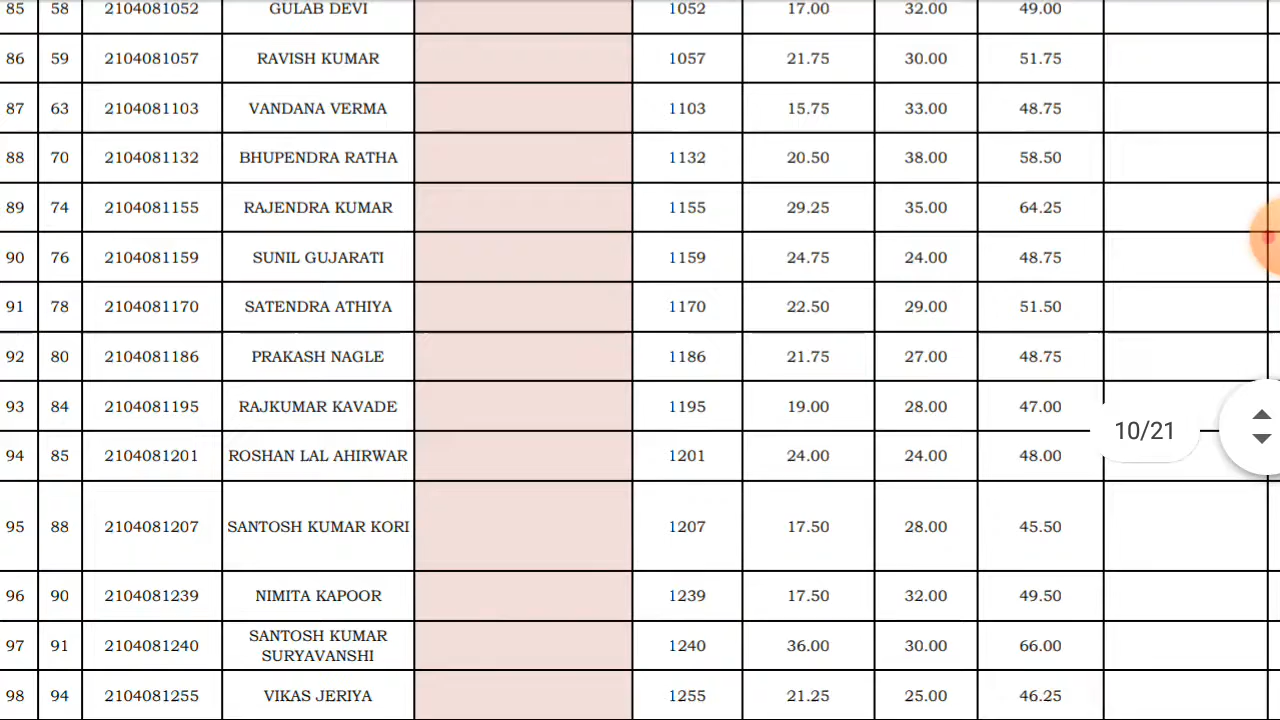 85 58 2104081052 GULAB DEVI 1052 17.00 32.00 49.00
86 59 2104081057 RAVISH KUMAR 1057 21.75 30.00 51.75
87 63 2104081103 VANDANA VERMA 1103 15.75 33.00 48.75
88 70 2104081132 BHUPENDRA RATHA 1132 20.50 38.00 58.50
89 74 2104081155 RAJENDRA KUMAR 1155 29.25 35.00 64.25
90 76 2104081159 SUNIL GUJARATI 1159 24.75 24.00 48.75
91 78 2104081170 SATENDRA ATHIYA 1170 22.50 29.00 51.50
92 80 2104081186 PRAKASH NAGLE 1186 21.75 27.00 48.75
93 84 2104081195 RAJKUMAR KAVADE 1195 19.00 28.00 47.00
10/21
94 85 2104081201 ROSHAN LAL AHIRWAR 1201 24.00 24.00 48.00
95 88 2104081207 SANTOSH KUMAR KORI 1207 17.50 28.00 45.50
96 90 2104081239 NIMITA KAPOOR 1239 17.50 32.00 49.50
97 91 2104081240 SANTOSH KUMAR
SURYAVANSHI 1240 36.00 30.00 66.00
98 94 2104081255 VIKAS JERIYA 1255 21.25 25.00 46.25